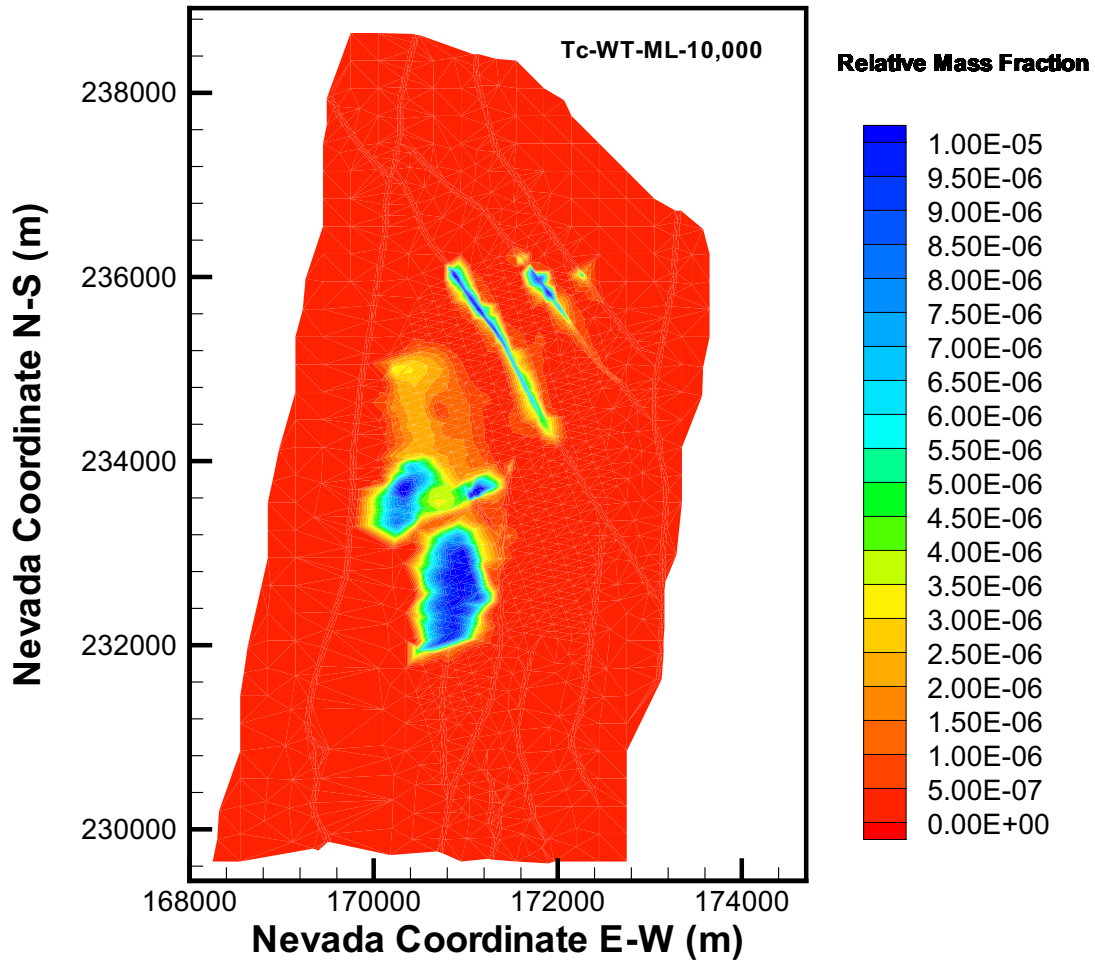 Tc-WT-ML-10,000
Relative Mass Fraction
1.00E-05
9.50E-06
9.00E-06
8.50E-06
8.00E-06
7.50E-06
7.00E-06
6.50E-06
6.00E-06
5.50E-06
5.00E-06
4.50E-06
4.00E-06
3.50E-06
3.00E-06
2.50E-06
2.00E-06
1.50E-06
1.00E-06
5.00E-07
0.00E+00
Nevada Coordinate N-S (m)
238000
236000
234000
232000
230000
168000 170000 172000 174000
Nevada Coordinate E-W (m)